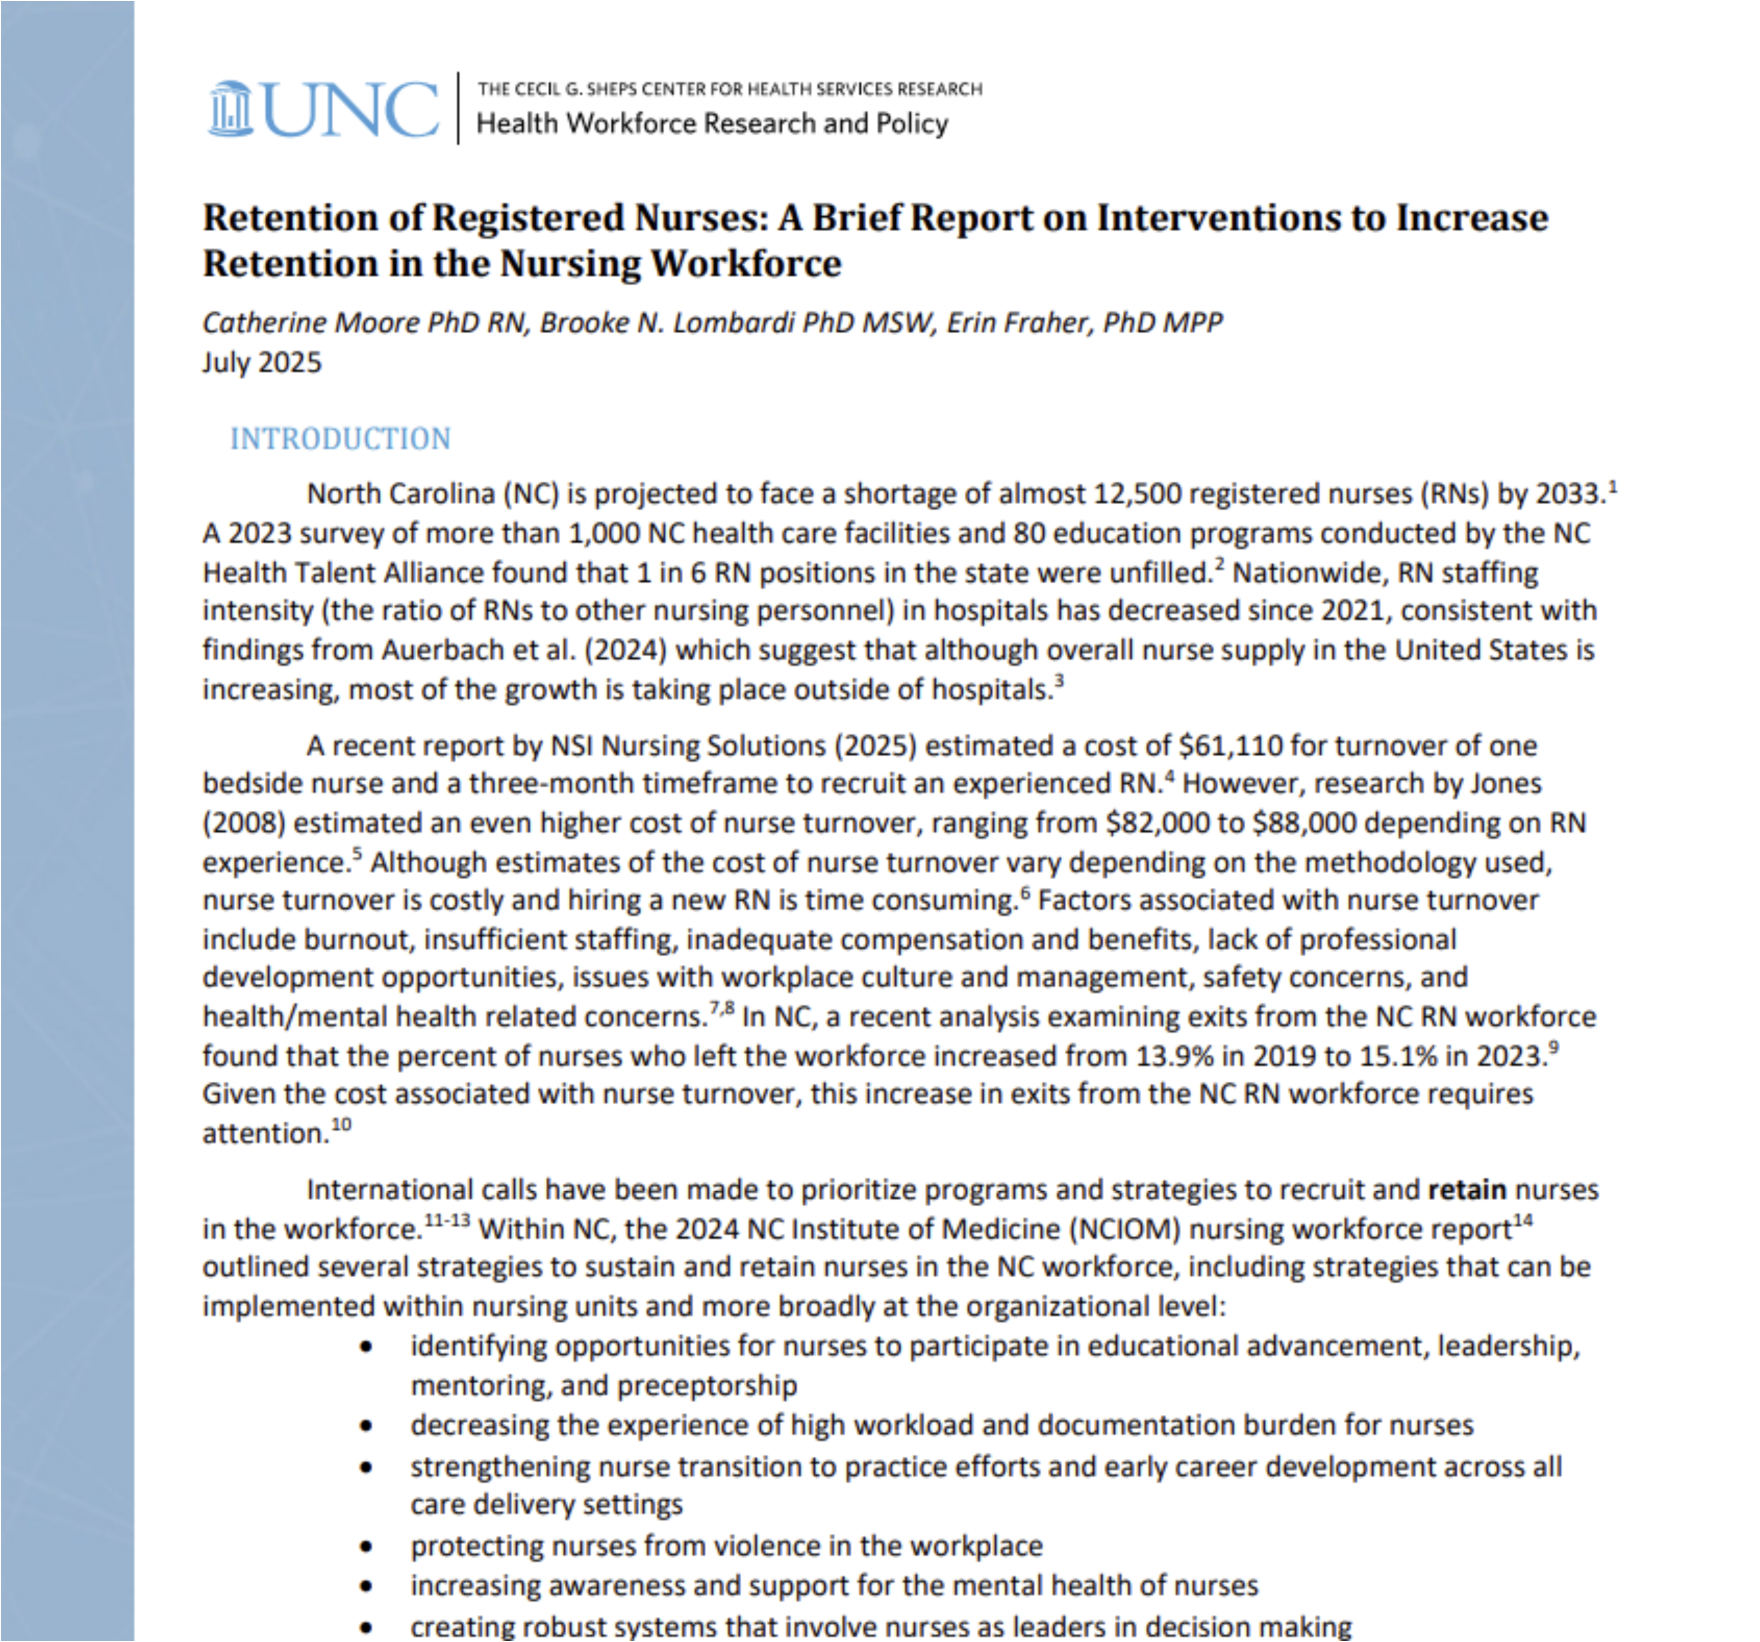 UNC
THE CECIL G. SHEPS CENTER FOR HEALTH SERVICES RESEARCH
Health Workforce Research and Policy
Retention of Registered Nurses: A Brief Report on Interventions to Increase
Retention in the Nursing Workforce
Catherine Moore PhD RN, Brooke N. Lombardi PhD MSW, Erin Fraher, PhD MPP
July 2025
INTRODUCTION
North Carolina (NC) is projected to face a shortage of almost 12,500 registered nurses (RNs) by 2033.¹
A 2023 survey of more than 1,000 NC health care facilities and 80 education programs conducted by the NC
Health Talent Alliance found that 1 in 6 RN positions in the state were unfilled.² Nationwide, RN staffing
intensity (the ratio of RNs to other nursing personnel) in hospitals has decreased since 2021, consistent with
findings from Auerbach et al. (2024) which suggest that although overall nurse supply in the United States is
increasing, most of the growth is taking place outside of hospitals.³
A recent report by NSI Nursing Solutions (2025) estimated a cost of $61,110 for turnover of one
bedside nurse and a three-month timeframe to recruit an experienced RN.⁴ However, research by Jones
(2008) estimated an even higher cost of nurse turnover, ranging from $82,000 to $88,000 depending on RN
experience.⁵ Although estimates of the cost of nurse turnover vary depending on the methodology used,
nurse turnover is costly and hiring a new RN is time consuming.⁶ Factors associated with nurse turnover
include burnout, insufficient staffing, inadequate compensation and benefits, lack of professional
development opportunities, issues with workplace culture and management, safety concerns, and
health/mental health related concerns.⁷,⁸ In NC, a recent analysis examining exits from the NC RN workforce
found that the percent of nurses who left the workforce increased from 13.9% in 2019 to 15.1% in 2023.⁹
Given the cost associated with nurse turnover, this increase in exits from the NC RN workforce requires
attention.¹⁰
International calls have been made to prioritize programs and strategies to recruit and retain nurses
in the workforce.¹¹⁻¹³ Within NC, the 2024 NC Institute of Medicine (NCIOM) nursing workforce report¹⁴
outlined several strategies to sustain and retain nurses in the NC workforce, including strategies that can be
implemented within nursing units and more broadly at the organizational level:
• identifying opportunities for nurses to participate in educational advancement, leadership,
mentoring, and preceptorship
• decreasing the experience of high workload and documentation burden for nurses
• strengthening nurse transition to practice efforts and early career development across all
care delivery settings
• protecting nurses from violence in the workplace
• increasing awareness and support for the mental health of nurses
• creating robust systems that involve nurses as leaders in decision making